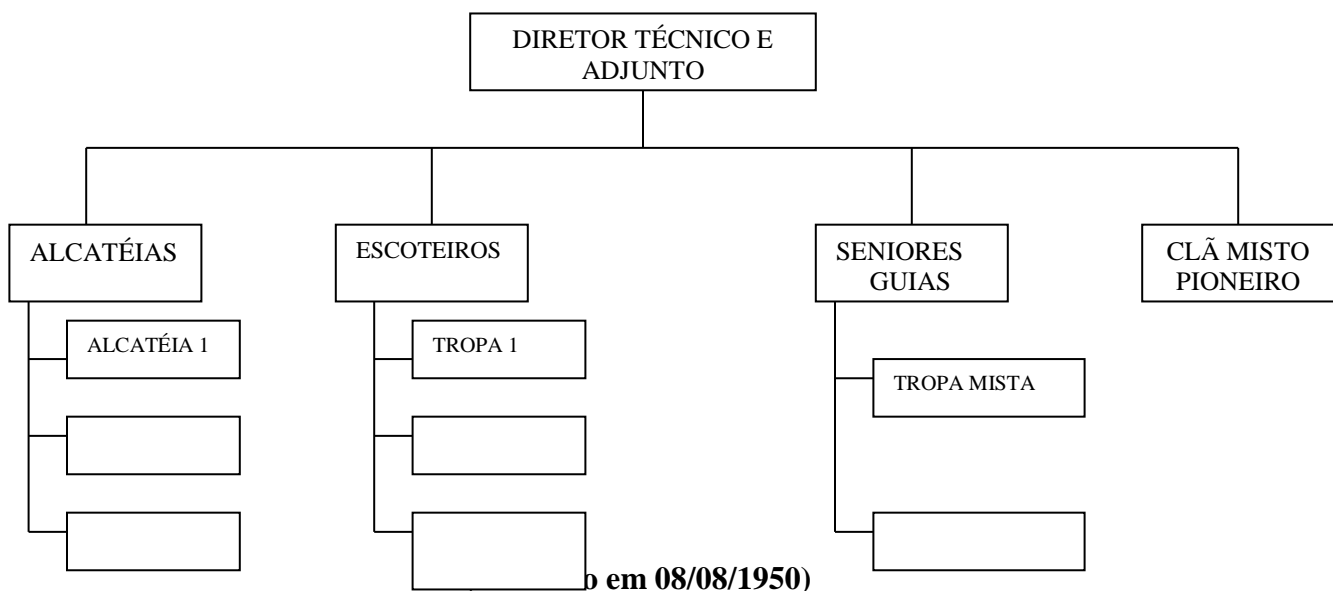 DIRETOR TÉCNICO E
ADJUNTO
ALCATÉIAS
ESCOTEIROS
SENIORES
GUIAS
CLÃ MISTO
PIONEIRO
ALCATÉIA 1
TROPA 1
TROPA MISTA
em 08/08/1950)